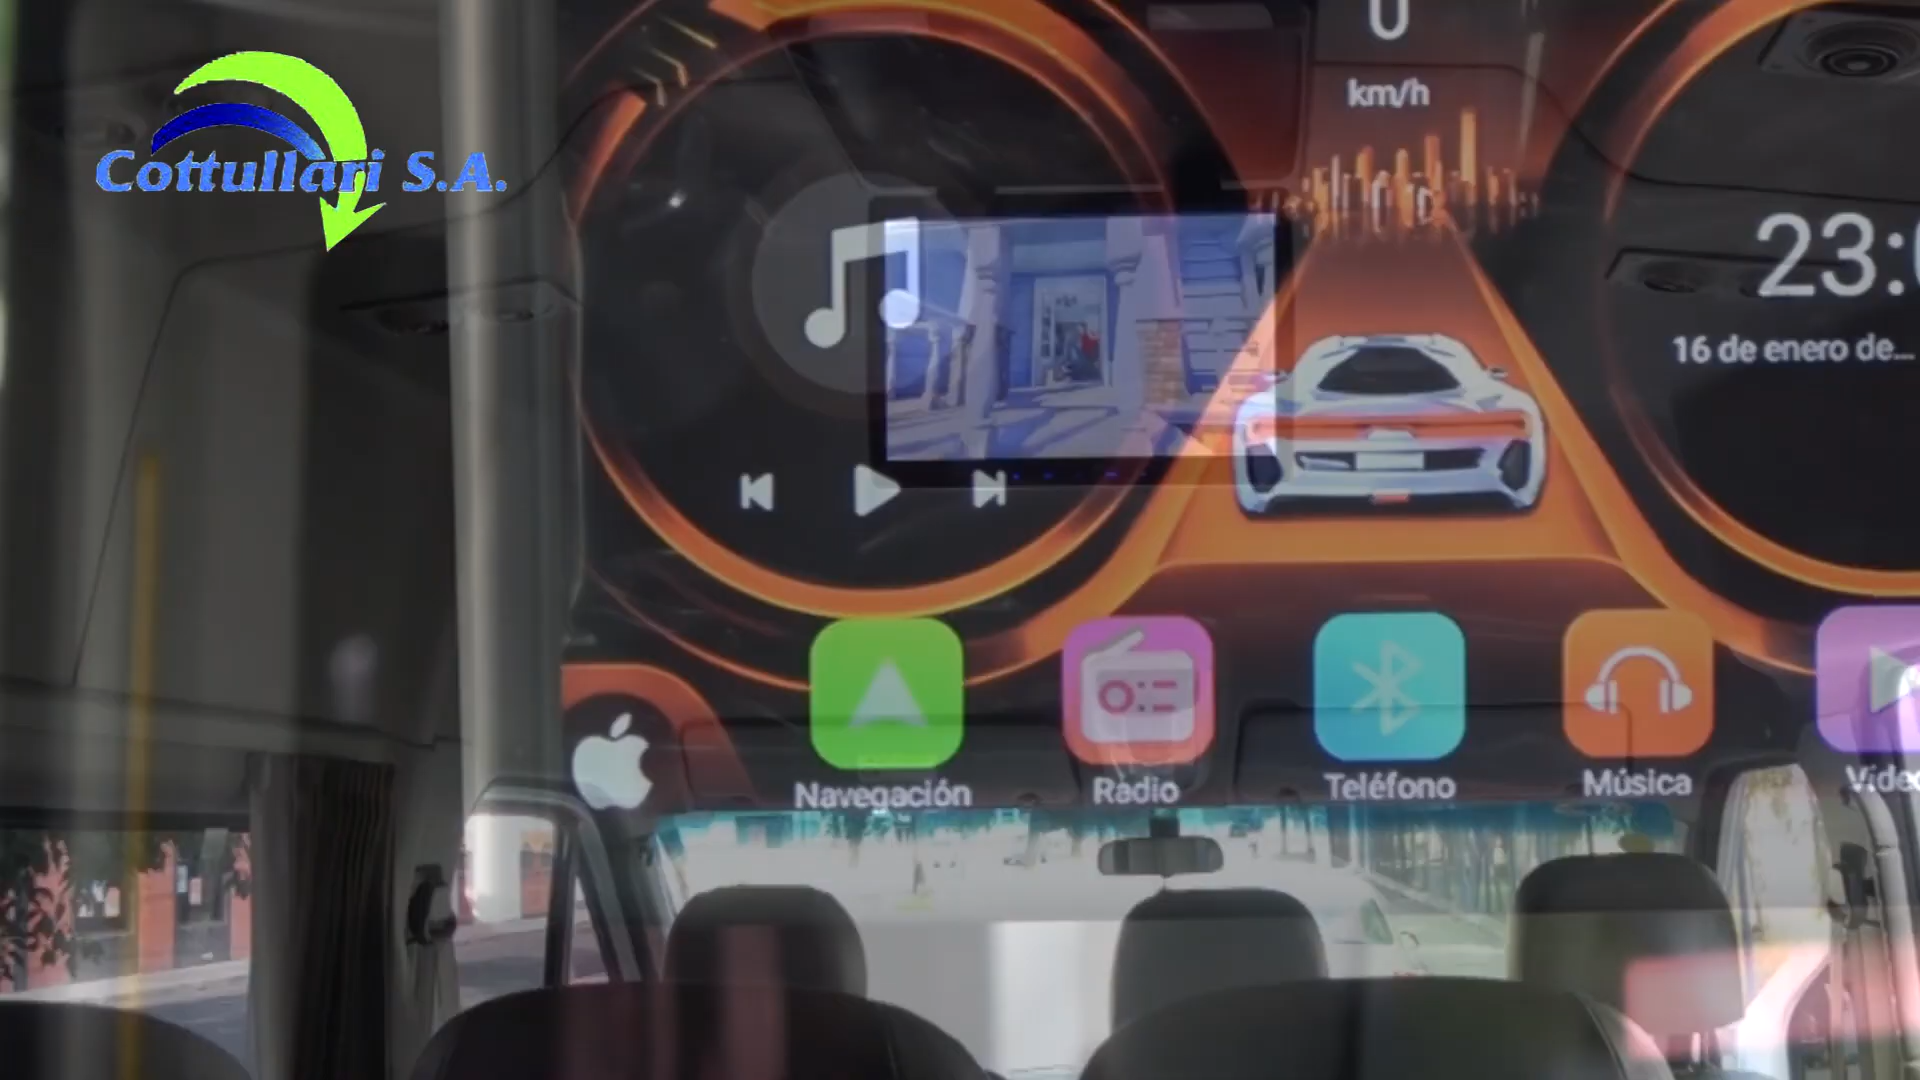 Cottullari S.A.
0
km/h
23:
16 de enero de...
Navegación
Radio
Teléfono
Música